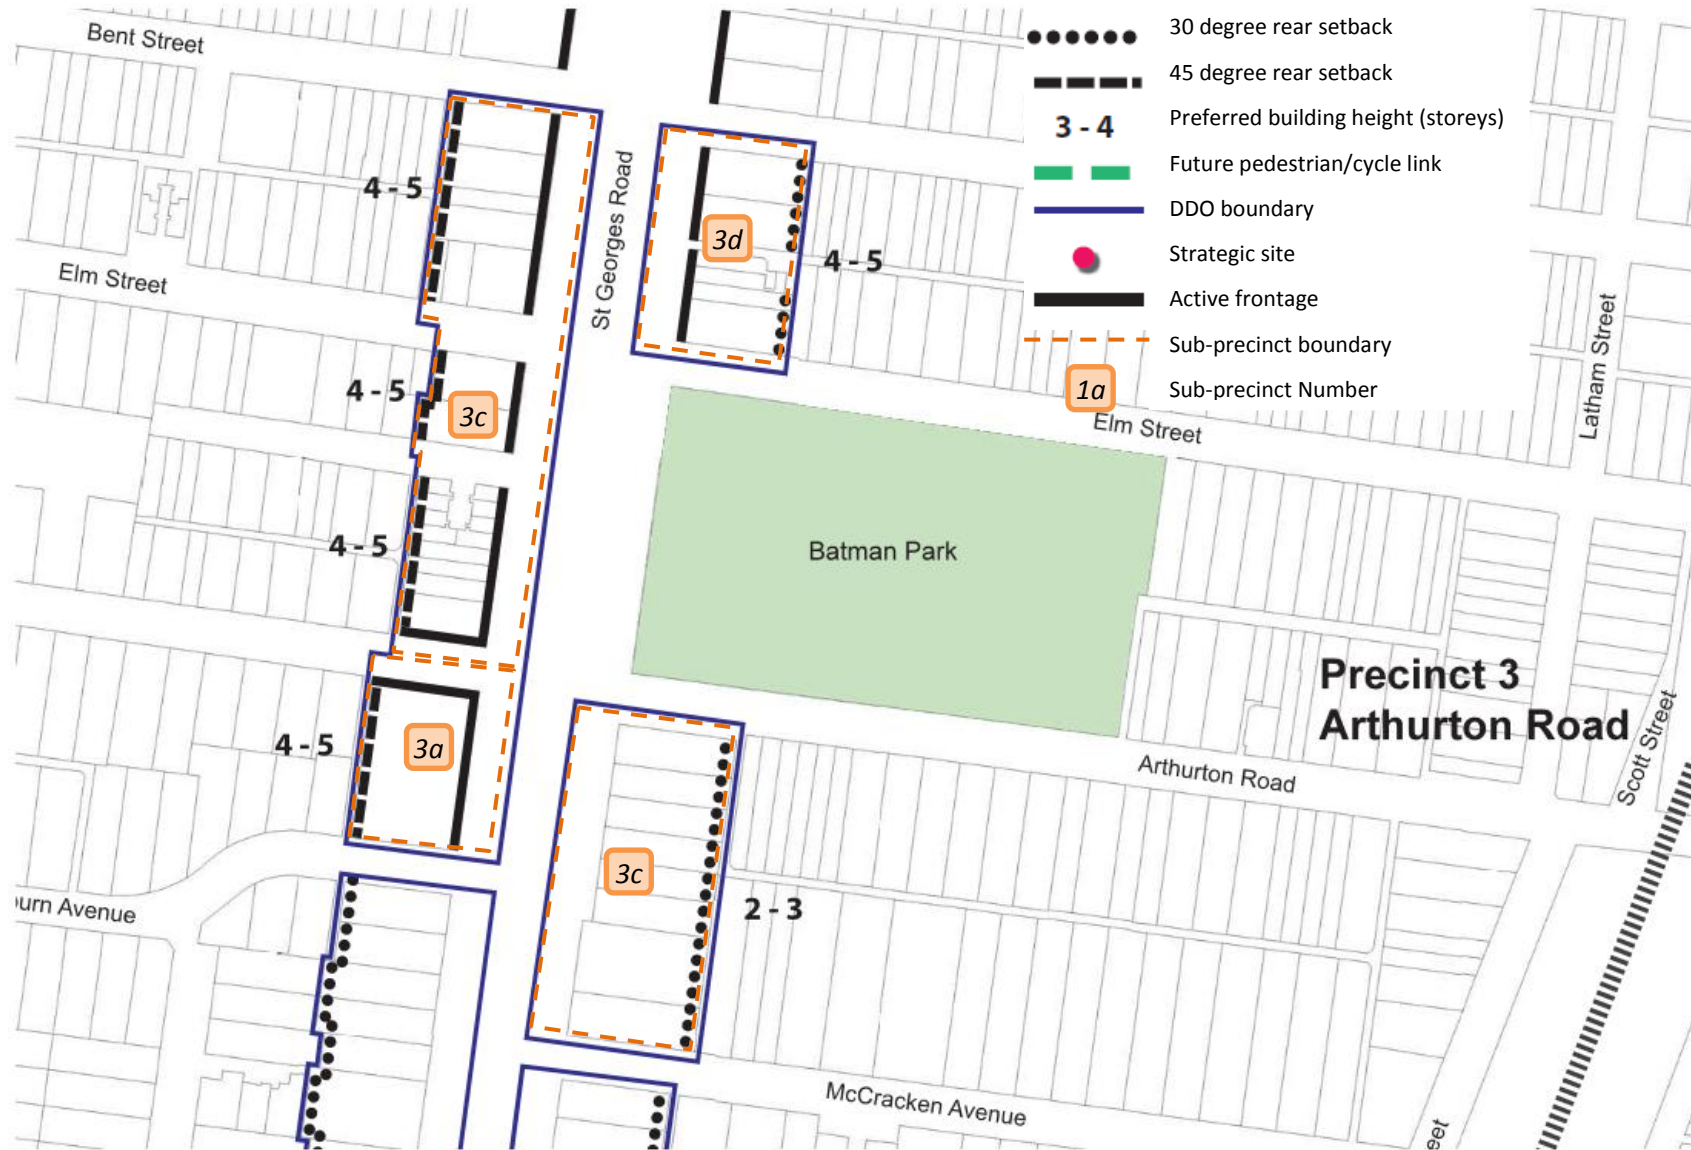 Bent Street
30 degree rear setback
45 degree rear setback
3 - 4
Preferred building height (storeys)
Future pedestrian/cycle link
DDO boundary
Strategic site
Active frontage
Sub-precinct boundary
1a
Sub-precinct Number
4 - 5
St Georges Road
3d
4 - 5
Elm Street
Latham Street
4 - 5
3c
Elm Street
4 - 5
Batman Park
Precinct 3
Arthurton Road
4 - 5
3a
Scott Street
Arthurton Road
3c
2 - 3
urn Avenue
McCracken Avenue
eet